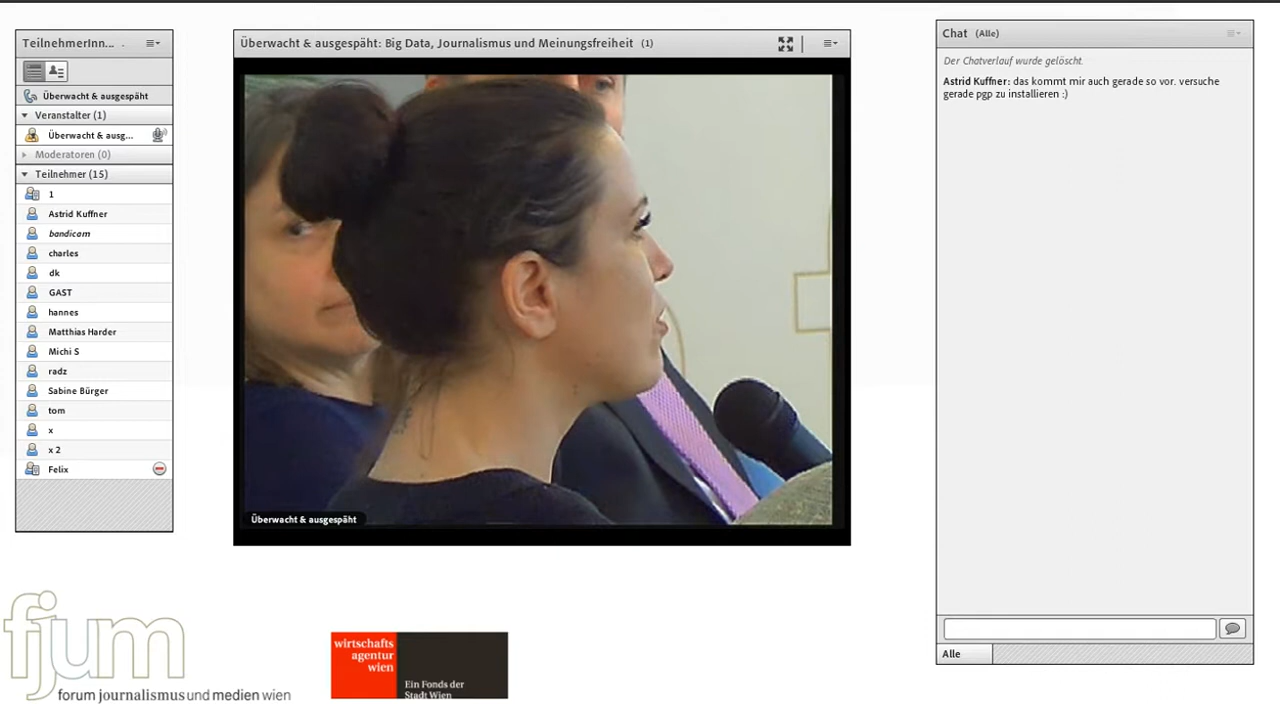 TeilnehmerInn... .
Überwacht & ausgespäht
Veranstalter (1)
Überwacht & ausg...
Moderatoren (0)
Teilnehmer (15)
1
Astrid Kuffner
bandicam
charles
dk
GAST
hannes
Matthias Harder
Michi S
radz
Sabine Bürger
tom
x
x 2
Felix
Überwacht & ausgespäht: Big Data, Journalismus und Meinungsfreiheit (1)
Überwacht & ausgespäht
Chat (Alle)
Der Chatverlauf wurde gelöscht.
Astrid Kuffner: das kommt mir auch gerade so vor. versuche
gerade pgp zu installieren :)
Alle
fjum
forum journalismus und medien wien
wirtschafts
agentur
wien
Ein Fonds der
Stadt Wien